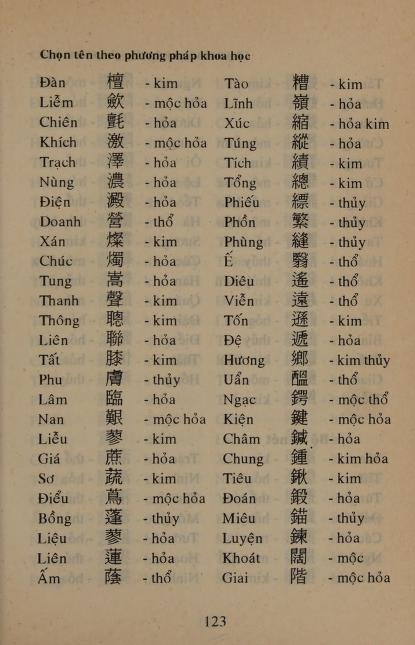 Chọn tên theo phương pháp khoa học
Đàn 檀 - kim
Liễm 斂 - mộc hỏa
Chiên 氈 - hỏa
Khích 激 - mộc hỏa
Trạch 澤 - hỏa
Nùng 濃 - hỏa
Điện 澱 - hỏa
Doanh 營 - thổ
Xán 燦 - kim
Chúc 燭 - hỏa
Tung 嵩 - hỏa
Thanh 聲 - kim
Thông 聰 - kim
Liên 聯 - hỏa
Tất 膝 - kim
Phu 膚 - thủy
Lâm 臨 - hỏa
Nan 艱 - mộc hỏa
Liễu 蓼 - kim
Giá 蔗 - hỏa
Sơ 蔬 - kim
Điểu 蔦 - mộc hỏa
Bồng 蓬 - thủy
Liệu 蓼 - hỏa
Liên 蓮 - hỏa
Ấm 蔭 - thổ
Tào 糟 - kim
Lĩnh 嶺 - hỏa
Xúc 縮 - hỏa kim
Túng 縱 - hỏa
Tích 績 - kim
Tổng 總 - kim
Phiếu 縹 - thủy
Phồn 繁 - thủy
Phùng 縫 - thủy
Ế 翳 - thổ
Diêu 遙 - thổ
Viễn 遠 - thổ
Tốn 遜 - kim
Đệ 遞 - hỏa
Hương 鄉 - kim thủy
Uẩn 醞 - thổ
Ngạc 鍔 - mộc thổ
Kiện 鍵 - mộc hỏa
Châm 鍼 - hỏa
Chung 鍾 - kim hỏa
Tiêu 鍬 - kim
Đoán 鍛 - hỏa
Miêu 錨 - thủy
Luyện 鍊 - hỏa
Khoát 闊 - mộc
Giai 階 - mộc hỏa
123